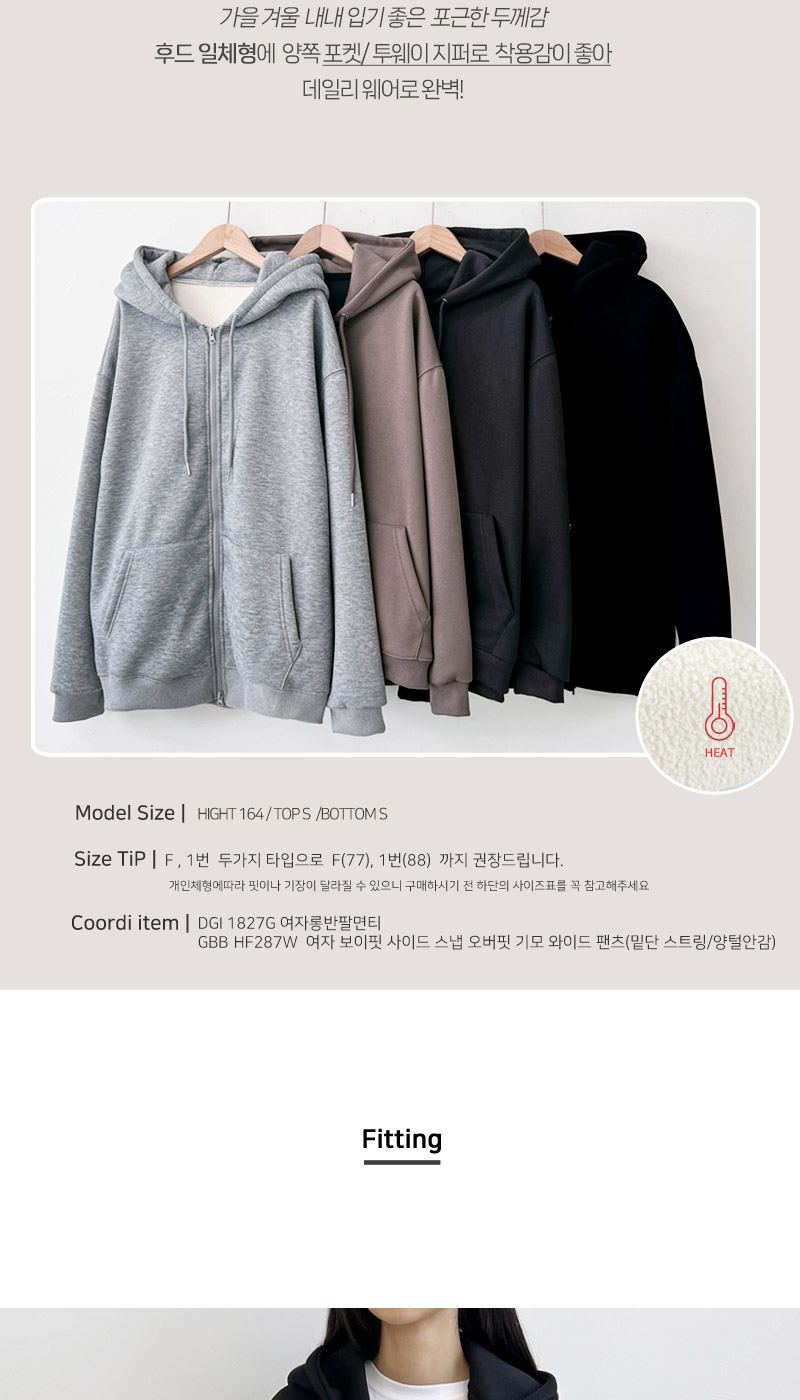 가을 겨울 내내 입기 좋은 포근한 두께감
후드 일체형에 양쪽 포켓/ 투웨이 지퍼로 착용감이 좋아
데일리 웨어로 완벽!
HEAT
Model Size | HIGHT 164 / TOP S /BOTTOM S
Size TiP | F , 1번 두가지 타입으로 F(77), 1번(88) 까지 권장드립니다.
개인체형에따라 핏이나 기장이 달라질 수 있으니 구매하시기 전 하단의 사이즈표를 꼭 참고해주세요
Coordi item | DGI 1827G 여자롱반팔면티
GBB HF287W 여자 보이핏 사이드 스냅 오버핏 기모 와이드 팬츠(밑단 스트링/양털안감)
Fitting